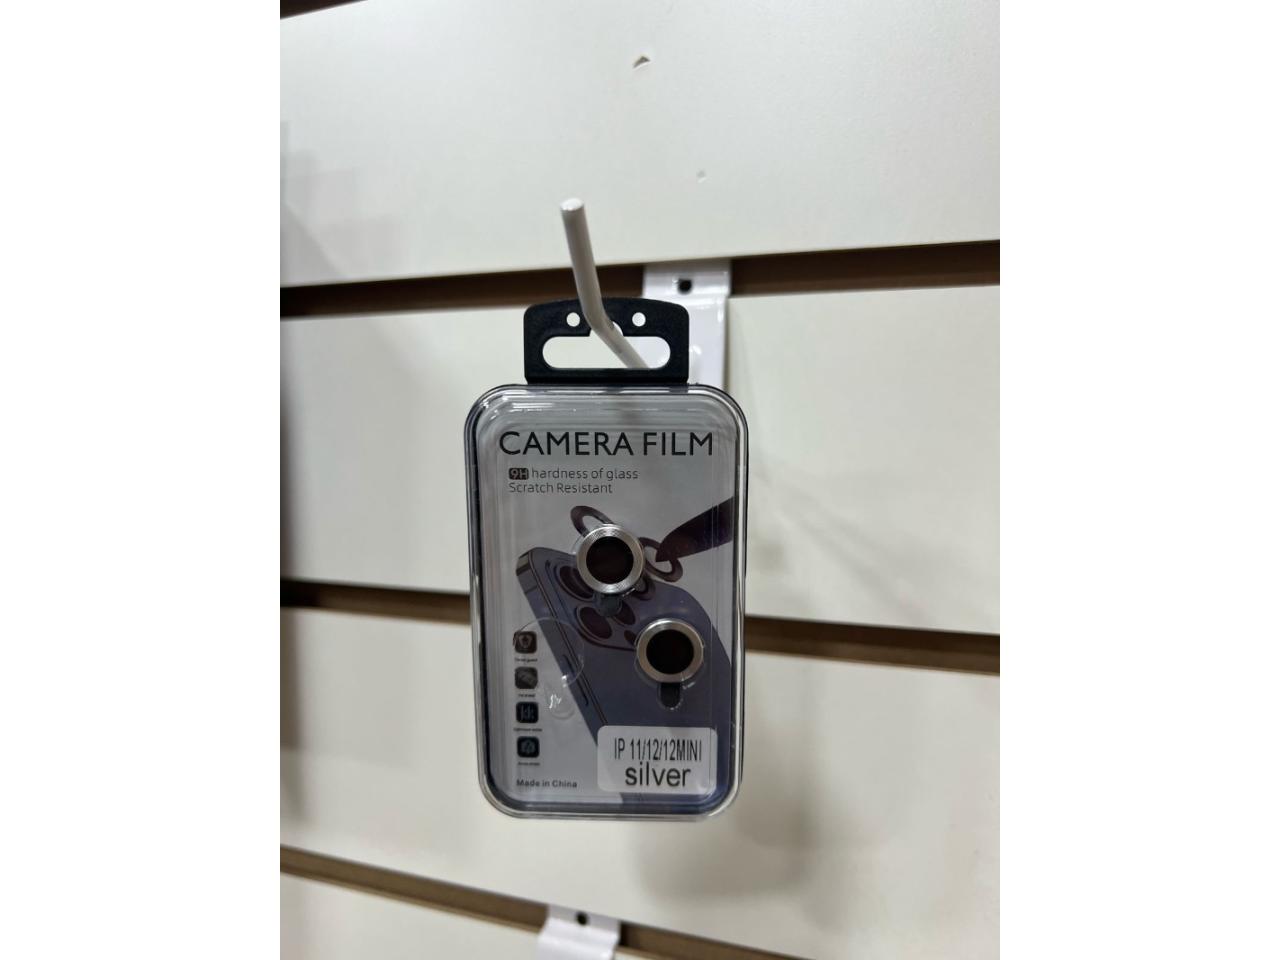 CAMERA FILM
9H hardness of glass
Scratch Resistant
IP 11/12/12MINI
silver
Made in China